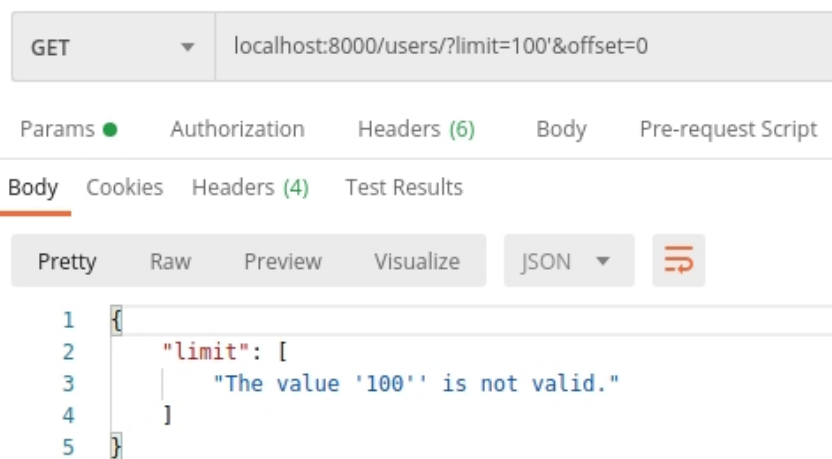 GET localhost:8000/users/?limit=100'&offset=0
Params Authorization Headers (6) Body Pre-request Script
Body Cookies Headers (4) Test Results
Pretty Raw Preview Visualize JSON
1 {
2 "limit": [
3 "The value '100'' is not valid."
4 ]
5 }